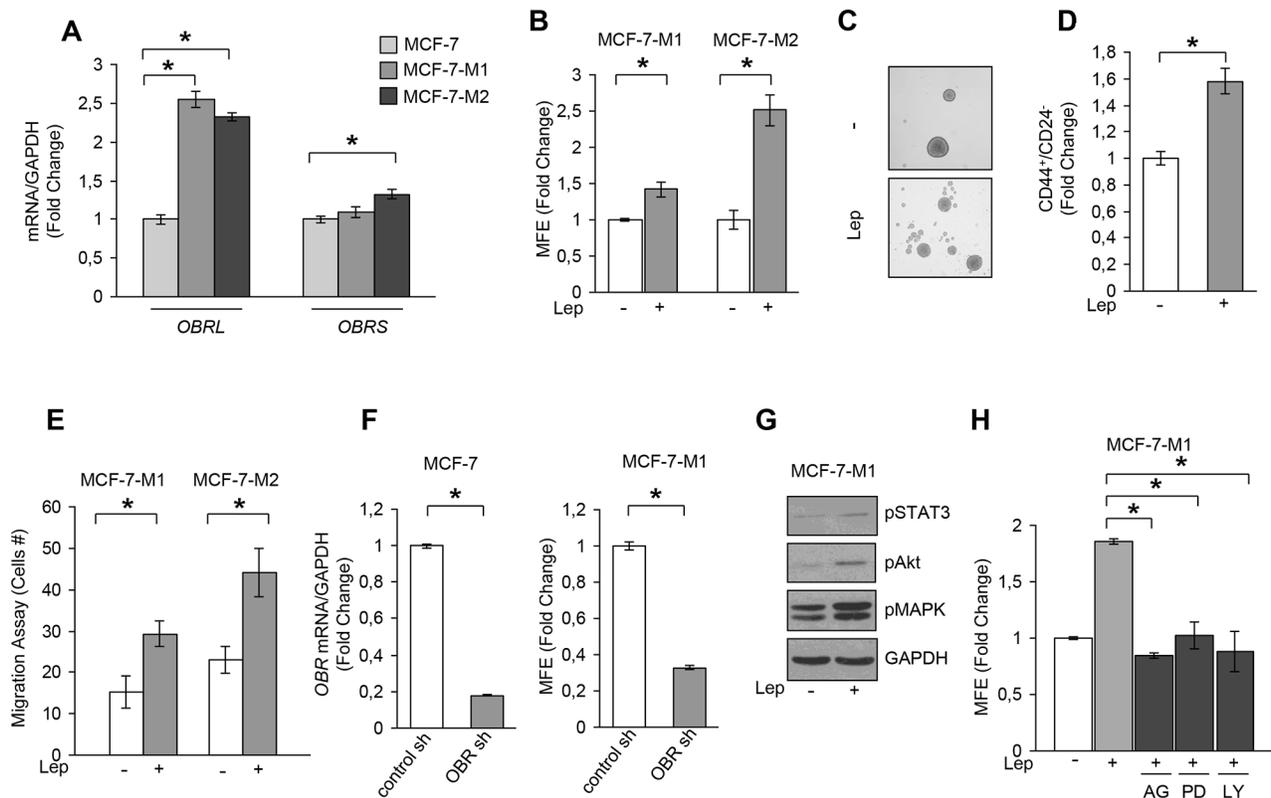 A
*
*
MCF-7
MCF-7-M1
MCF-7-M2
mRNA/GAPDH
(Fold Change)
3
2,5
2
1,5
1
0,5
0
*
OBRL
OBRS
B
MCF-7-M1
MCF-7-M2
*
*
MFE (Fold Change)
3
2,5
2
1,5
1
0,5
0
Lep
-
+
-
+
C
-
Lep
D
*
CD44+/CD24-
(Fold Change)
1,8
1,6
1,4
1,2
1
0,8
0,6
0,4
0,2
0
Lep
-
+
E
MCF-7-M1
MCF-7-M2
*
*
Migration Assay (Cells #)
60
50
40
30
20
10
0
Lep
-
+
-
+
F
MCF-7
*
OBR mRNA/GAPDH
(Fold Change)
1,2
1
0,8
0,6
0,4
0,2
0
control sh
OBR sh
MCF-7-M1
*
MFE (Fold Change)
1,2
1
0,8
0,6
0,4
0,2
0
control sh
OBR sh
G
MCF-7-M1
pSTAT3
pAkt
pMAPK
GAPDH
Lep
-
+
H
MCF-7-M1
*
*
*
MFE (Fold Change)
2
1,5
1
0,5
0
Lep
-
+
+
+
+
AG
PD
LY